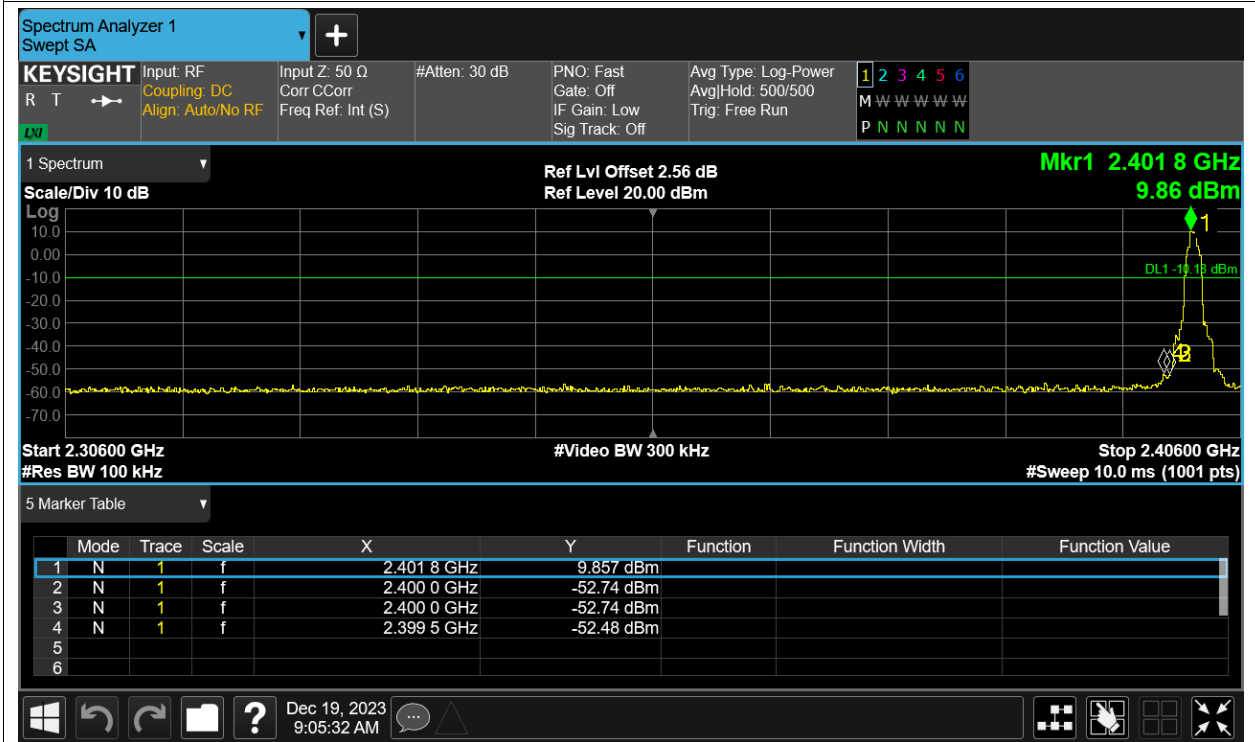 Spectrum Analyzer 1
Swept SA
+
KEYSIGHT
R T
LXI
Input: RF
Coupling: DC
Align: Auto/No RF
Input Z: 50 Ω
Corr CCorr
Freq Ref: Int (S)
#Atten: 30 dB
PNO: Fast
Gate: Off
IF Gain: Low
Sig Track: Off
Avg Type: Log-Power
Avg|Hold: 500/500
Trig: Free Run
1 2 3 4 5 6
M W W W W W
P N N N N N
1 Spectrum
Scale/Div 10 dB
Ref Lvl Offset 2.56 dB
Ref Level 20.00 dBm
Mkr1 2.401 8 GHz
9.86 dBm
Log
10.0
0.00
-10.0
-20.0
-30.0
-40.0
-50.0
-60.0
-70.0
1
DL1 -10.13 dBm
Start 2.30600 GHz
#Video BW 300 kHz
Stop 2.40600 GHz
#Res BW 100 kHz
#Sweep 10.0 ms (1001 pts)
5 Marker Table
Mode Trace Scale X Y Function Function Width Function Value
1 N 1 f 2.401 8 GHz 9.857 dBm
2 N 1 f 2.400 0 GHz -52.74 dBm
3 N 1 f 2.400 0 GHz -52.74 dBm
4 N 1 f 2.399 5 GHz -52.48 dBm
5
6
?
Dec 19, 2023
9:05:32 AM